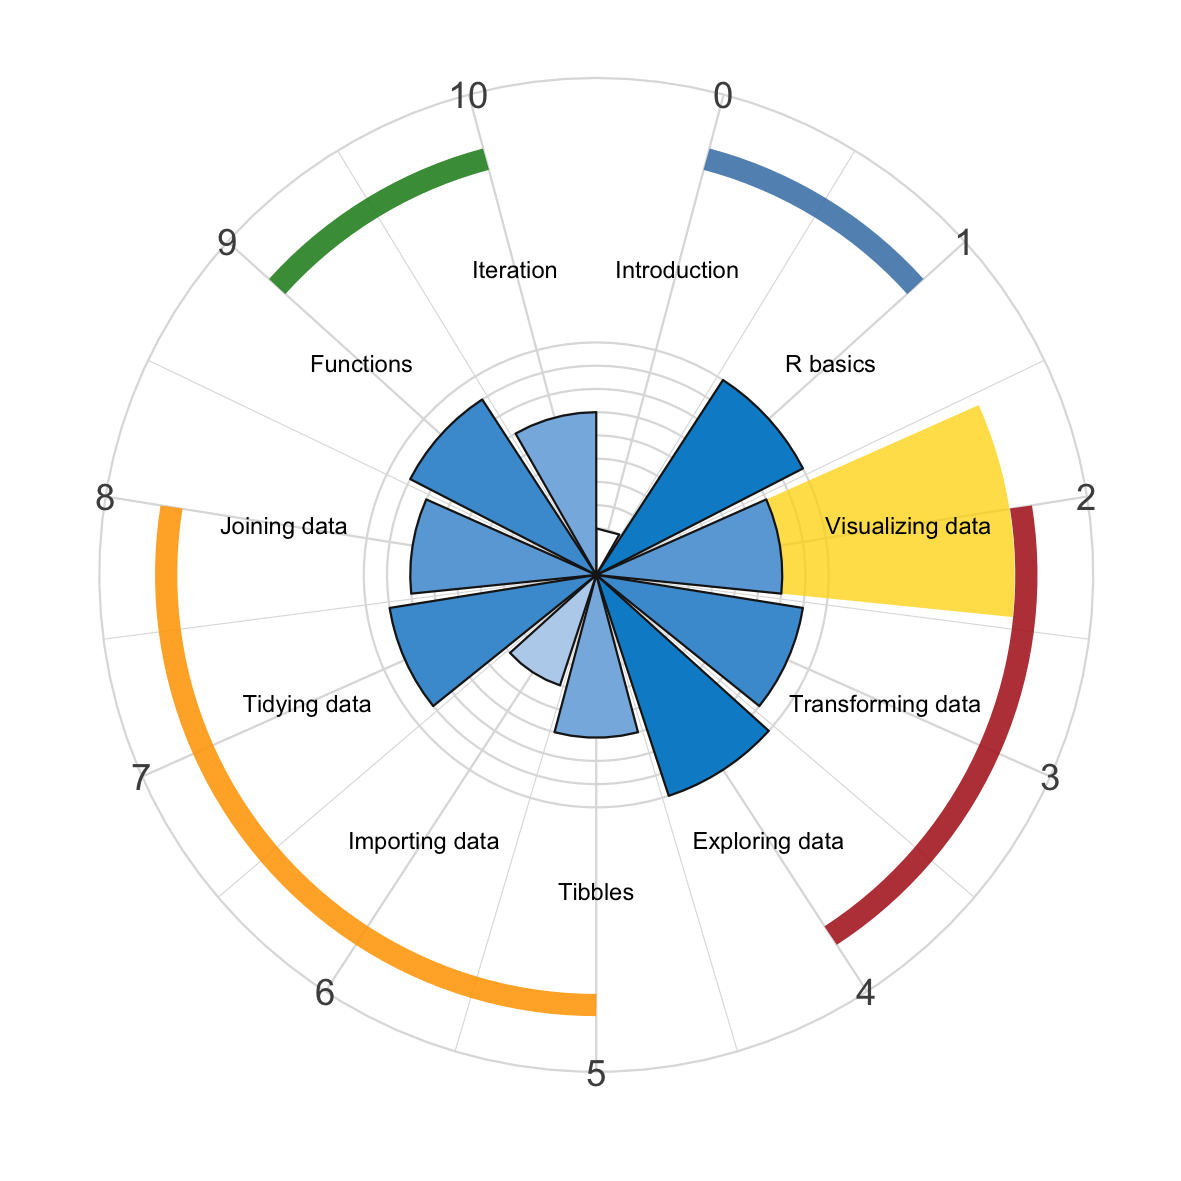 10
0
9
1
Iteration
Introduction
Functions
R basics
8
2
Joining data
Visualizing data
Tidying data
Transforming data
7
3
Importing data
Exploring data
Tibbles
6
4
5